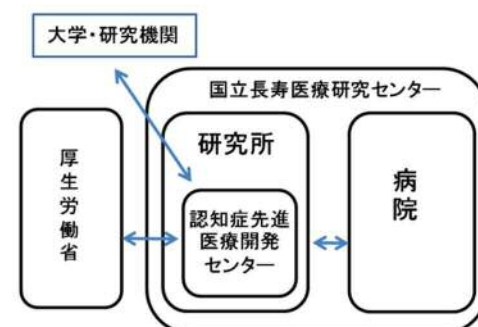 大学・研究機関
国立長寿医療研究センター
研究所
厚生労働省
病院
認知症先進
医療開発
センター